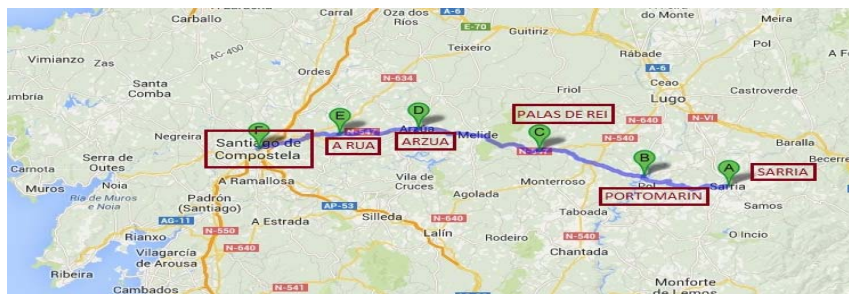 Carballo
Carral
Oza dos
Ríos
E-70
Monte
Meira
Vimianzo
Zas
AC-400
Teixeiro
A-6
Rábade
Pol
Santa
Comba
Ordes
N-634
Friol
Ceao
Castroverde
Lugo
N-640
N-VI
PALAS DE REI
F
E
D
C
B
A
Negreira
Santiago de
Compostela
A RUA
N-547
Arzúa
ARZUA
Melide
N-540
Baralla
Becerre
Carnota
Serra de
Outes
Muros
Noia
Ría de Muros
e Noia
A Ramallosa
Padrón
(Santiago)
Vila de
Cruces
Agolada
Monterroso
PORTOMARIN
Sarria
SARRIA
Samos
Taboada
O Incio
AG-11
A Estrada
AP-53
Silleda
N-640
Lalín
Rodeiro
N-540
Chantada
Rianxo
N-550
N-640
Vilagarcía
de Arousa
Ribeira
Cambados
N-541
Monforte
de Lemos